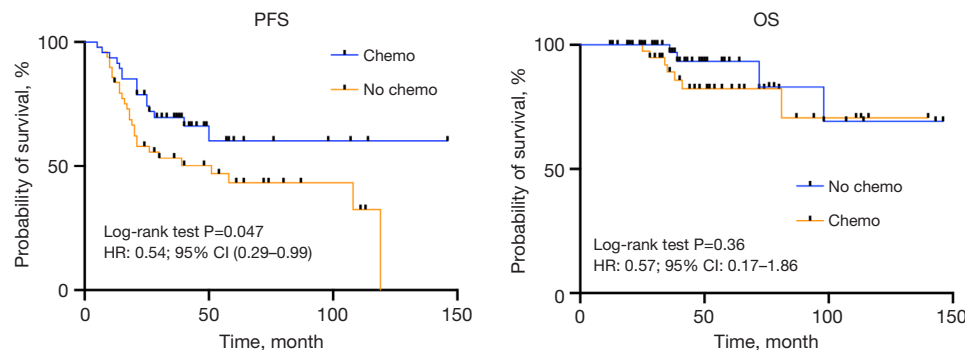 PFS
Probability of survival, %
100
50
0
Chemo
No chemo
Log-rank test P=0.047
HR: 0.54; 95% CI (0.29–0.99)
0 50 100 150
Time, month
OS
Probability of survival, %
100
50
0
No chemo
Chemo
Log-rank test P=0.36
HR: 0.57; 95% CI: 0.17–1.86
0 50 100 150
Time, month